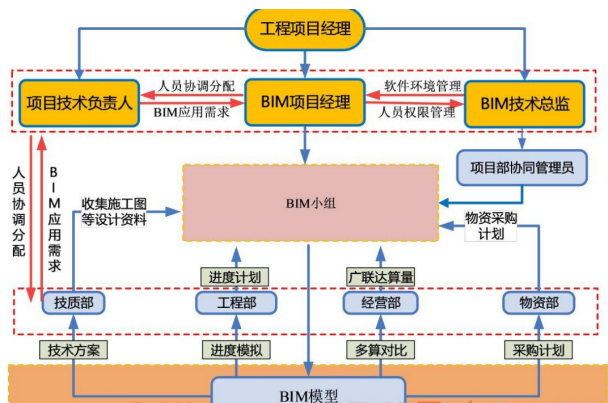 工程项目经理
项目技术负责人
人员协调分配
BIM应用需求
BIM项目经理
软件环境管理
人员权限管理
BIM技术总监
项目部协同管理员
人员协调分配
BIM应用需求
收集施工图
等设计资料
BIM小组
物资采购
计划
进度计划
广联达算量
技质部
工程部
经营部
物资部
技术方案
进度模拟
多算对比
采购计划
BIM模型